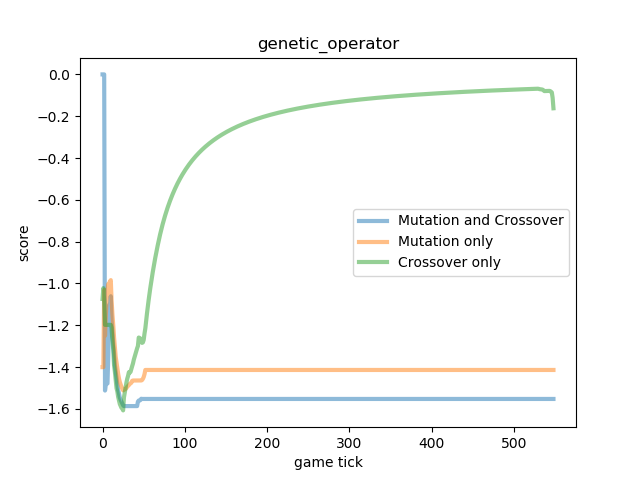 genetic_operator
0.0
−0.2
−0.4
−0.6
−0.8
−1.0
−1.2
−1.4
−1.6
score
Mutation and Crossover
Mutation only
Crossover only
0 100 200 300 400 500
game tick